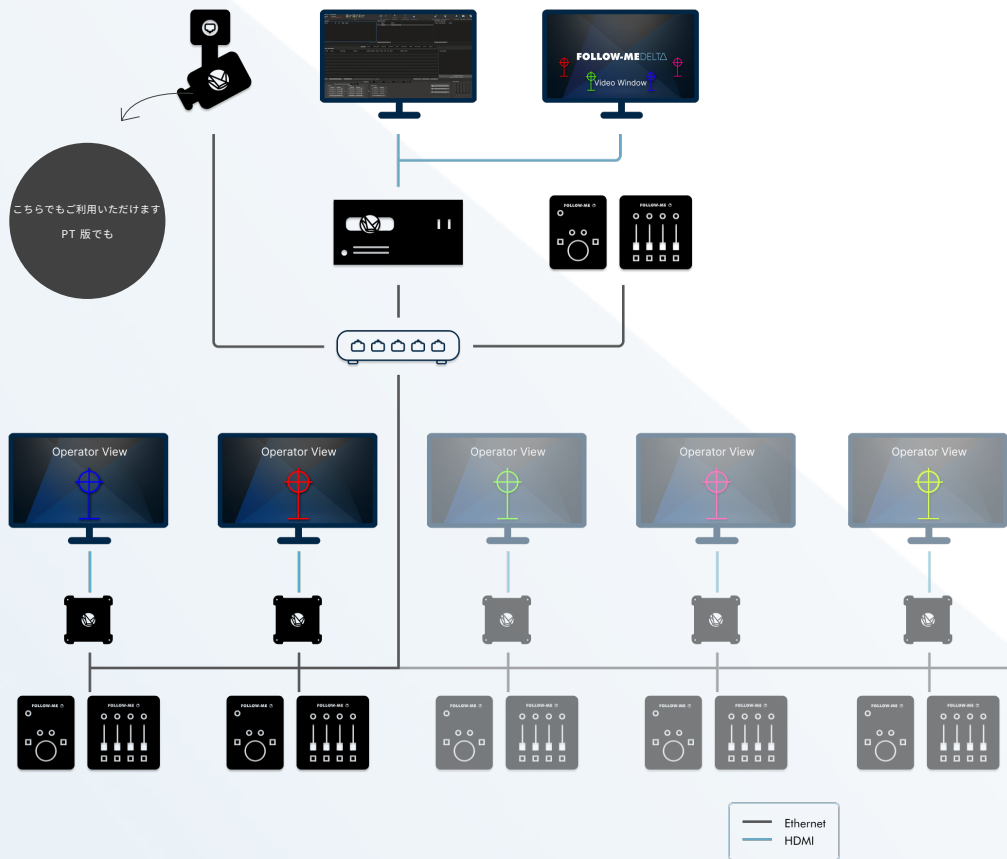 FOLLOW-ME DELTA
Video Window
こちらでもご利用いただけます
PT 版でも
FOLLOW-ME
FOLLOW-ME
Operator View
Operator View
Operator View
Operator View
Operator View
FOLLOW-ME
FOLLOW-ME
FOLLOW-ME
FOLLOW-ME
FOLLOW-ME
FOLLOW-ME
FOLLOW-ME
FOLLOW-ME
FOLLOW-ME
FOLLOW-ME
Ethernet
HDMI